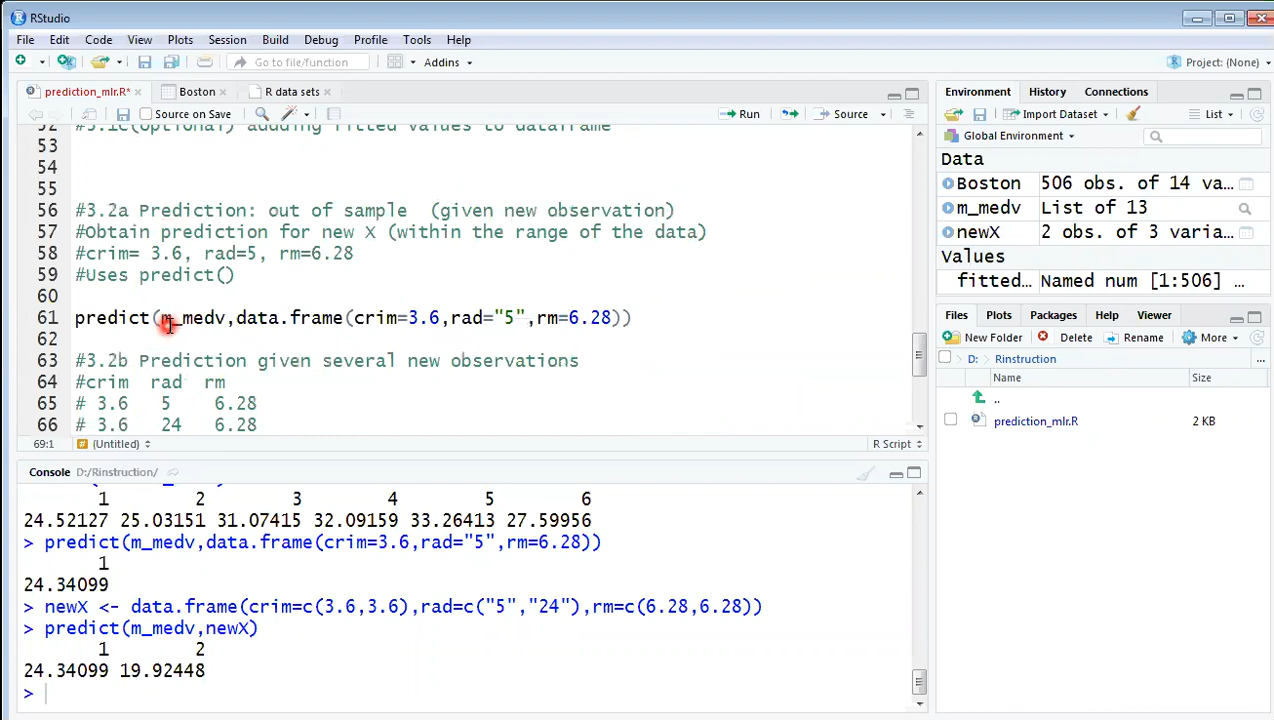 RStudio
File Edit Code View Plots Session Build Debug Profile Tools Help
Go to file/function Addins Project: (None)
prediction_mlr.R* × Boston × R data sets ×
Source on Save Run Source
52 #3.1c(Optional) addding fitted values to dataframe
53
54
55
56 #3.2a Prediction: out of sample (given new observation)
57 #Obtain prediction for new X (within the range of the data)
58 #crim= 3.6, rad=5, rm=6.28
59 #Uses predict()
60
61 predict(m_medv,data.frame(crim=3.6,rad="5",rm=6.28))
62
63 #3.2b Prediction given several new observations
64 #crim rad rm
65 # 3.6 5 6.28
66 # 3.6 24 6.28
69:1 # (Untitled) R Script
Console D:/Rinstruction/
1 2 3 4 5 6
24.52127 25.03151 31.07415 32.09159 33.26413 27.59956
> predict(m_medv,data.frame(crim=3.6,rad="5",rm=6.28))
1
24.34099
> newX <- data.frame(crim=c(3.6,3.6),rad=c("5","24"),rm=c(6.28,6.28))
> predict(m_medv,newX)
1 2
24.34099 19.92448
>
Environment History Connections
Import Dataset List
Global Environment
Data
Boston 506 obs. of 14 va...
m_medv List of 13
newX 2 obs. of 3 varia...
Values
fitted... Named num [1:506] ...
Files Plots Packages Help Viewer
New Folder Delete Rename More
D: Rinstruction ...
Name Size
..
prediction_mlr.R 2 KB